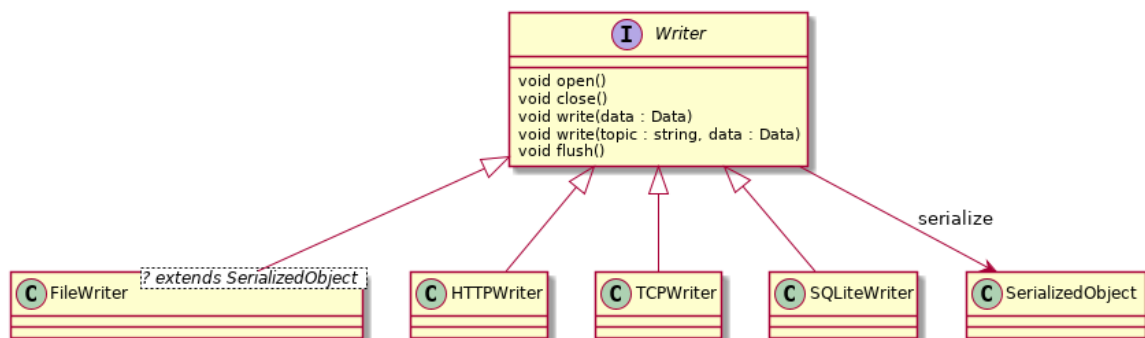 I Writer
void open()
void close()
void write(data : Data)
void write(topic : string, data : Data)
void flush()
serialize
? extends SerializedObject
C FileWriter
C HTTPWriter
C TCPWriter
C SQLiteWriter
C SerializedObject